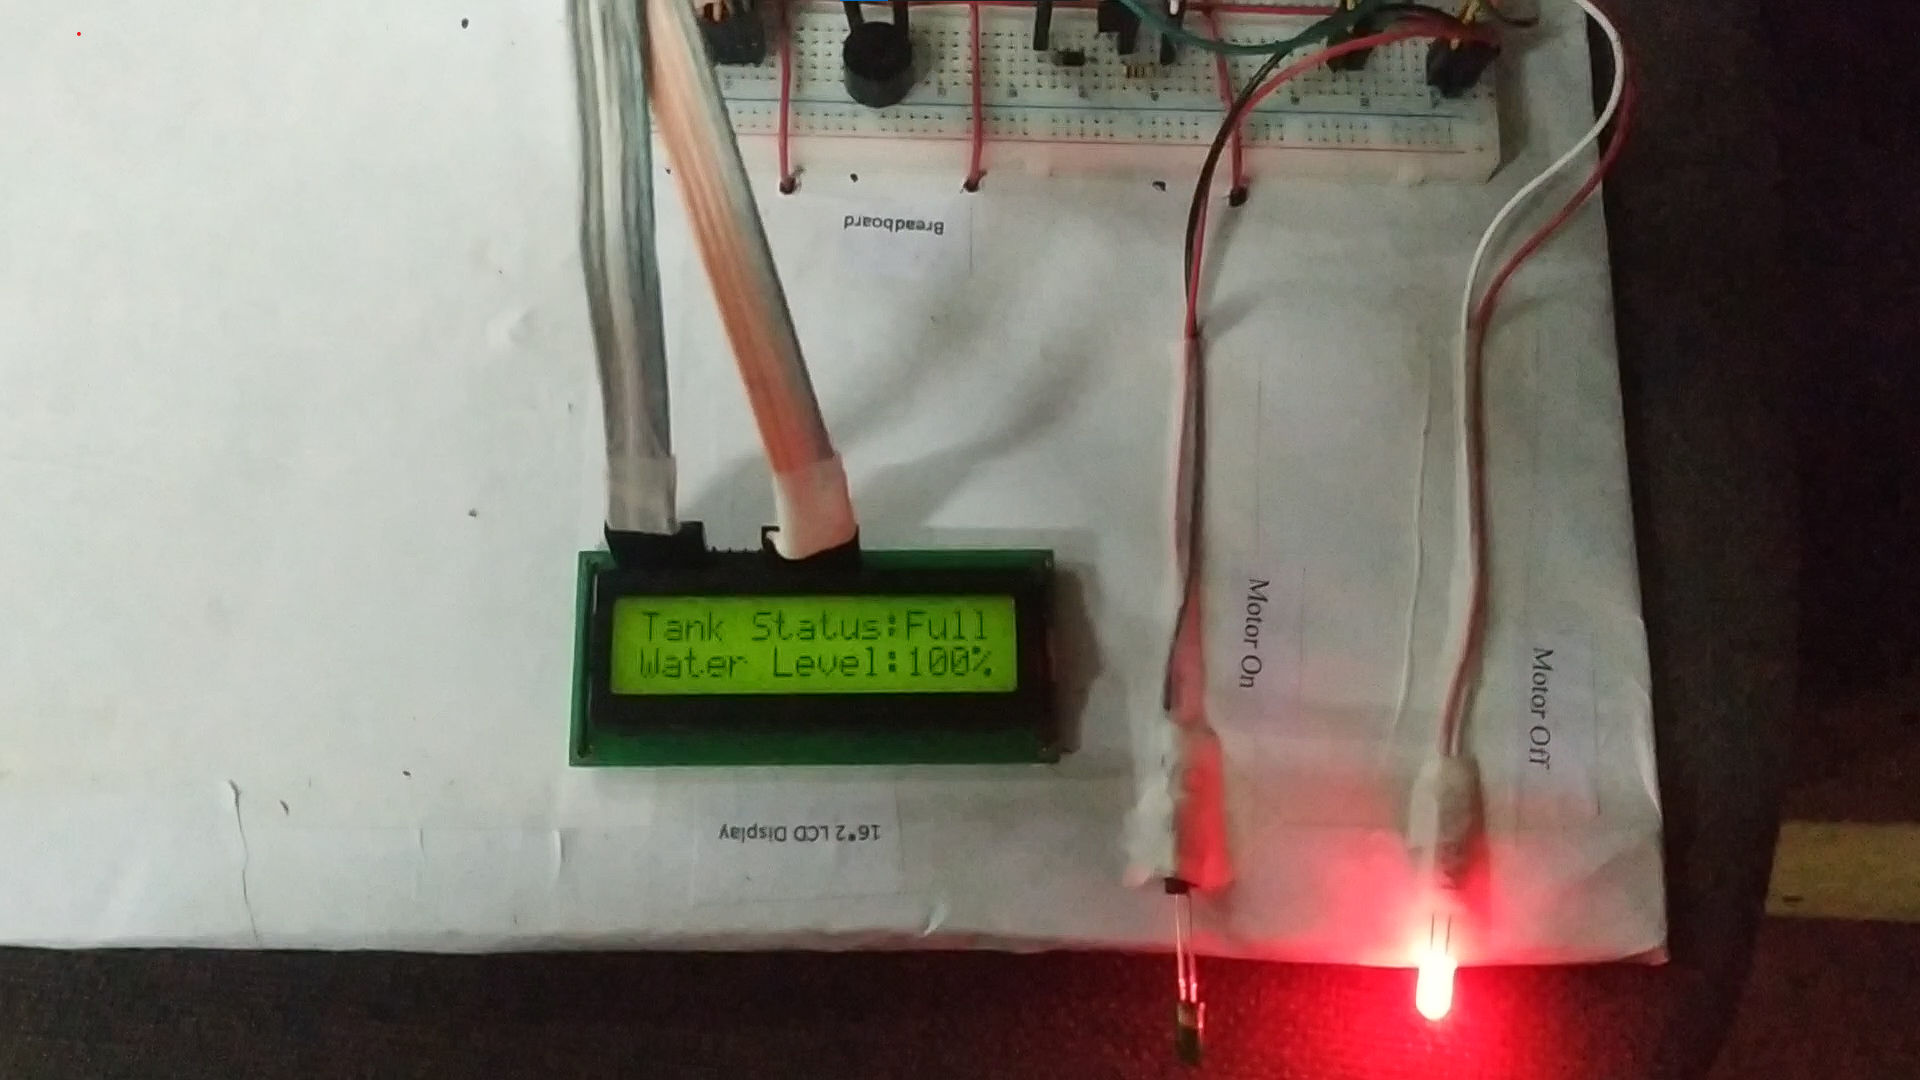 Breadboard
Tank Status:Full
Water Level:100%
Motor On
Motor Off
16*2 LCD Display